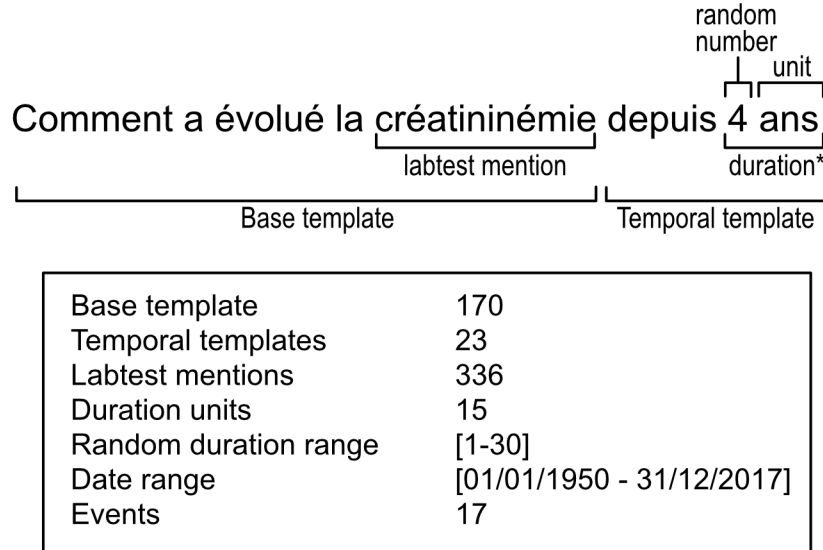 random
number
unit
Comment a évolué la créatininémie depuis 4 ans
labtest mention
duration*
Base template
Temporal template
Base template 170
Temporal templates 23
Labtest mentions 336
Duration units 15
Random duration range [1-30]
Date range [01/01/1950 - 31/12/2017]
Events 17